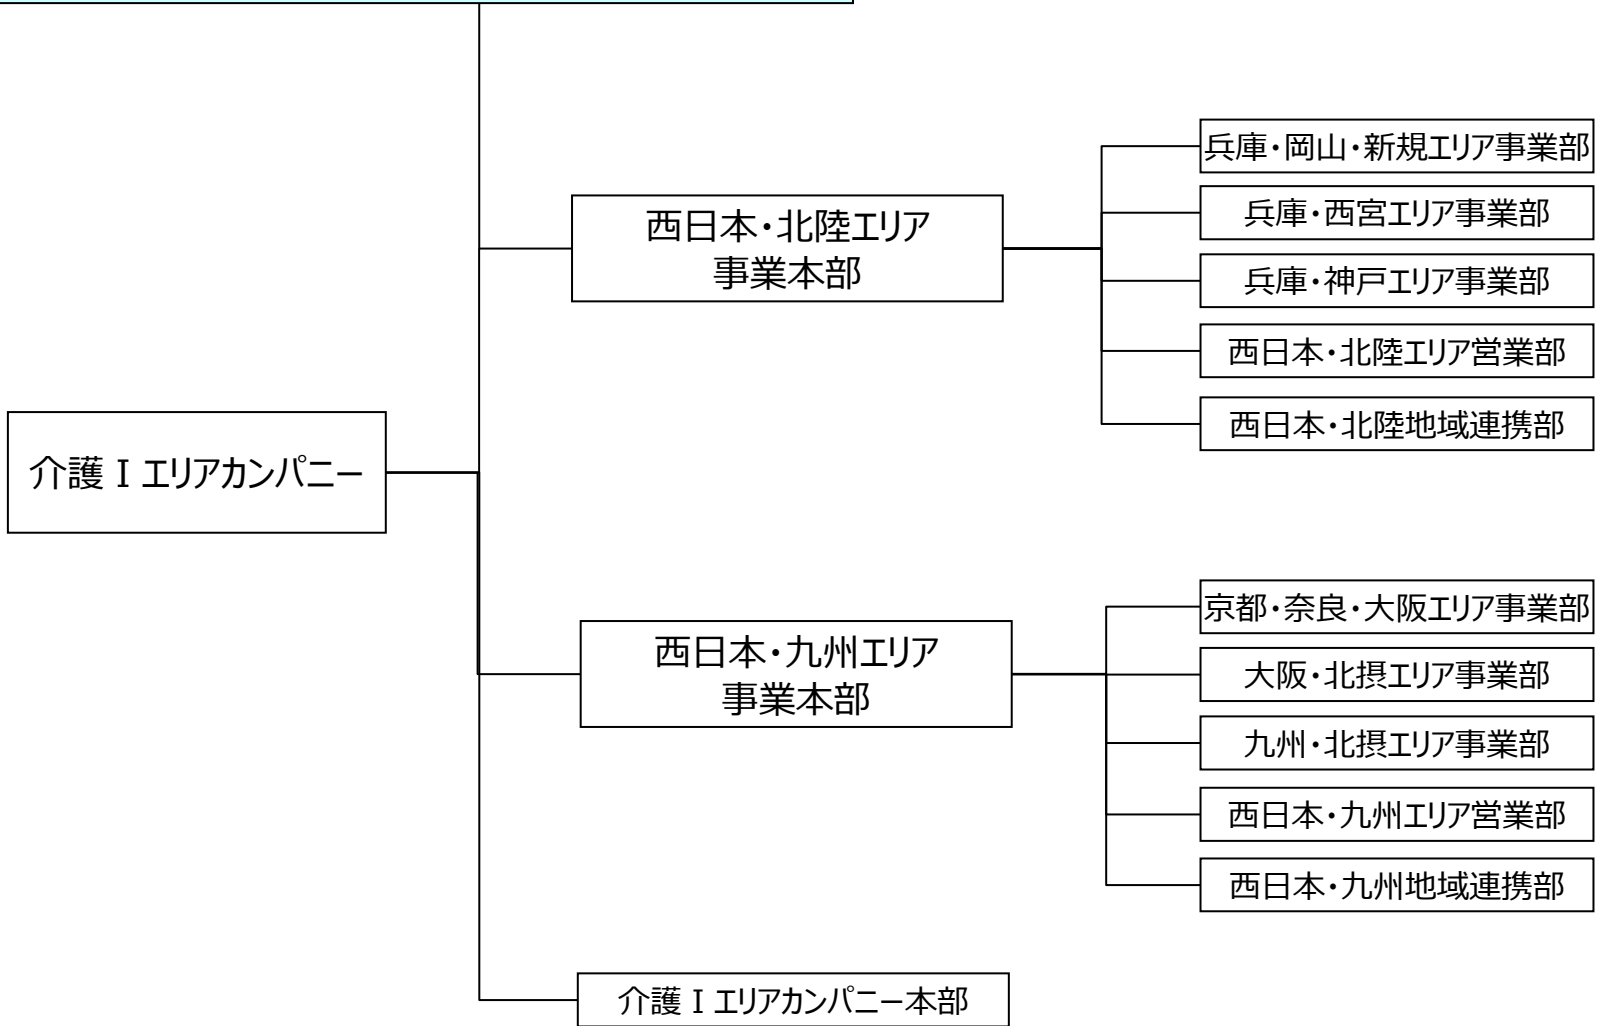 兵庫・岡山・新規エリア事業部
西日本・北陸エリア
事業本部
兵庫・西宮エリア事業部
兵庫・神戸エリア事業部
西日本・北陸エリア営業部
西日本・北陸地域連携部
介護Ⅰエリアカンパニー
京都・奈良・大阪エリア事業部
西日本・九州エリア
事業本部
大阪・北摂エリア事業部
九州・北摂エリア事業部
西日本・九州エリア営業部
西日本・九州地域連携部
介護Ⅰエリアカンパニー本部